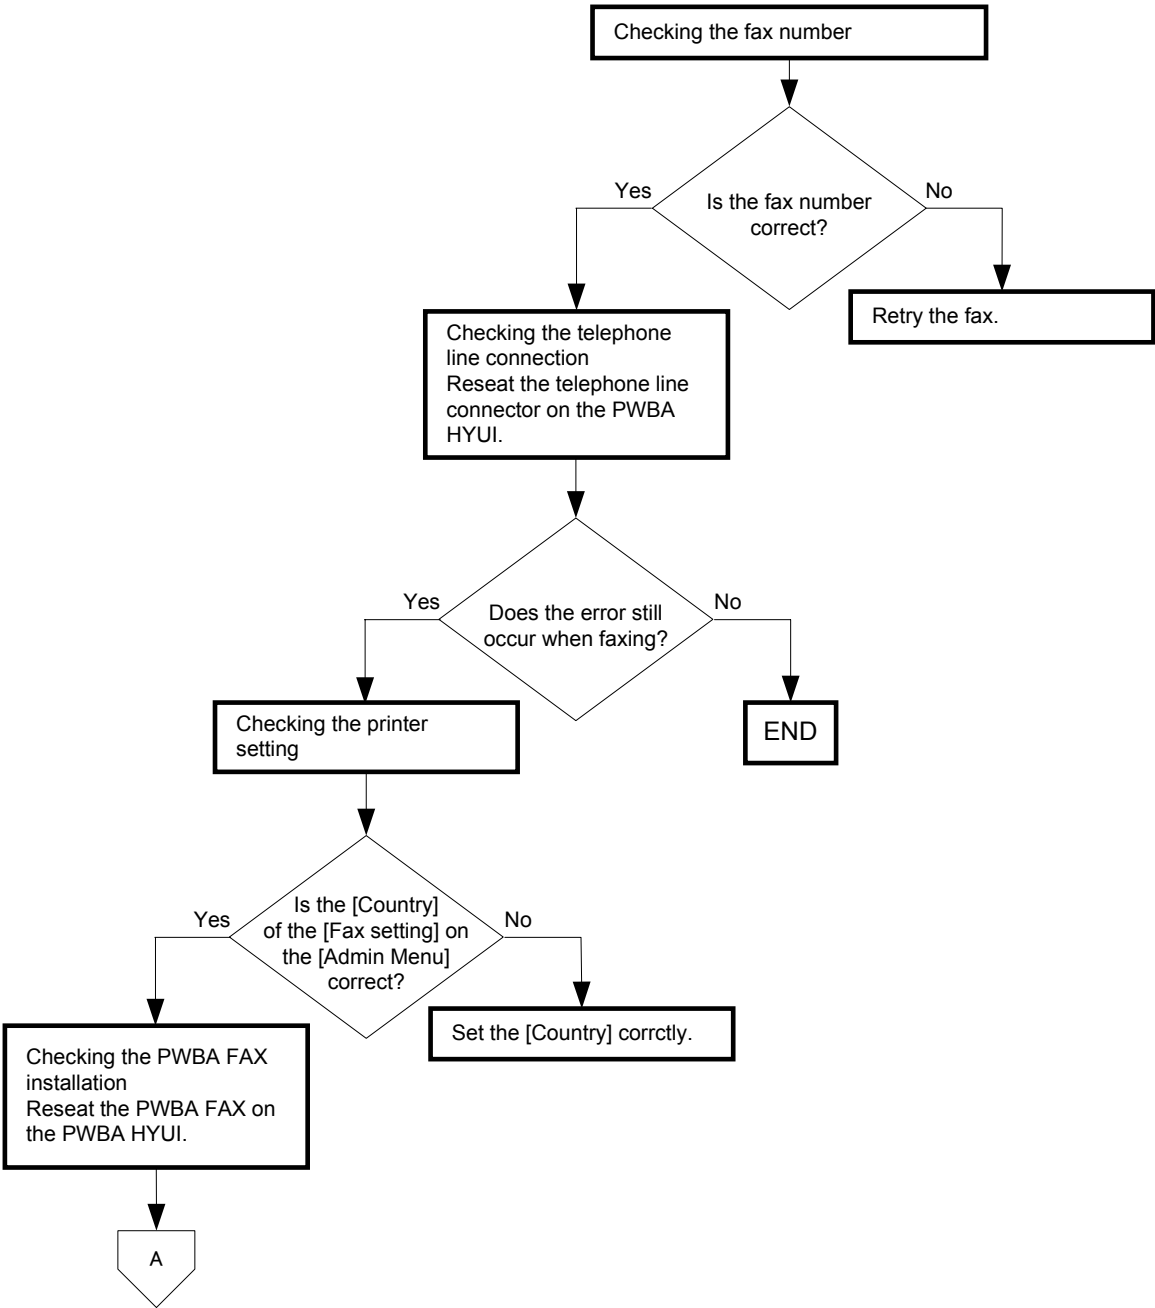 Checking the fax number
Yes
No
Is the fax number
correct?
Retry the fax.
Checking the telephone
line connection
Reseat the telephone line
connector on the PWBA
HYUI.
Yes
No
Does the error still
occur when faxing?
Checking the printer
setting
END
Yes
No
Is the [Country]
of the [Fax setting] on
the [Admin Menu]
correct?
Set the [Country] corrctly.
Checking the PWBA FAX
installation
Reseat the PWBA FAX on
the PWBA HYUI.
A